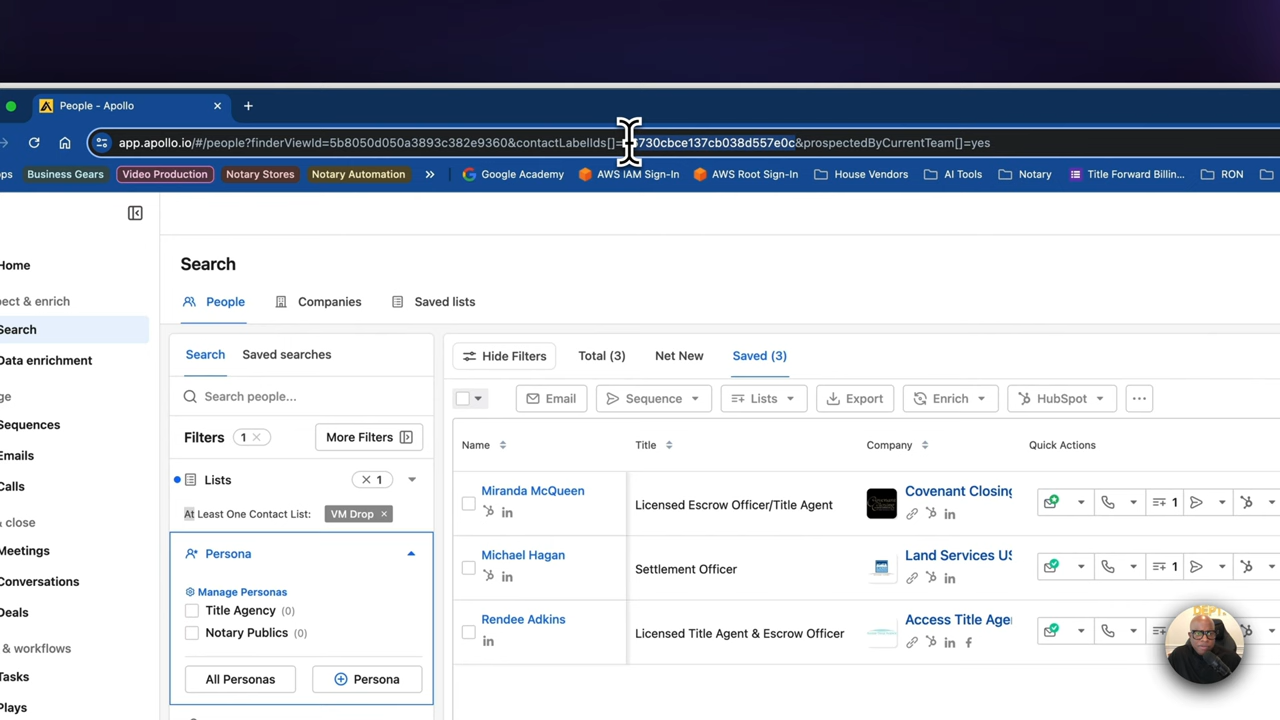 People - Apollo
app.apollo.io/#/people?finderViewId=5b8050d050a3893c382e9360&contactLabelIds[]= 730cbce137cb038d557e0c&prospectedByCurrentTeam[]=yes
ps Business Gears Video Production Notary Stores Notary Automation Google Academy AWS IAM Sign-In AWS Root Sign-In House Vendors AI Tools Notary Title Forward Billin... RON
Home
ect & enrich
Search
Data enrichment
ge
Sequences
Emails
Calls
& close
Meetings
Conversations
Deals
& workflows
Tasks
Plays
Search
People Companies Saved lists
Search Saved searches
Search people...
Filters 1 More Filters
Lists 1
At Least One Contact List: VM Drop
Persona
Manage Personas
Title Agency (0)
Notary Publics (0)
All Personas Persona
Hide Filters Total (3) Net New Saved (3)
Email Sequence Lists Export Enrich HubSpot ...
Name Title Company Quick Actions
Miranda McQueen Licensed Escrow Officer/Title Agent Covenant Closing 1
Michael Hagan Settlement Officer Land Services US 1
Rendee Adkins Licensed Title Agent & Escrow Officer Access Title Age